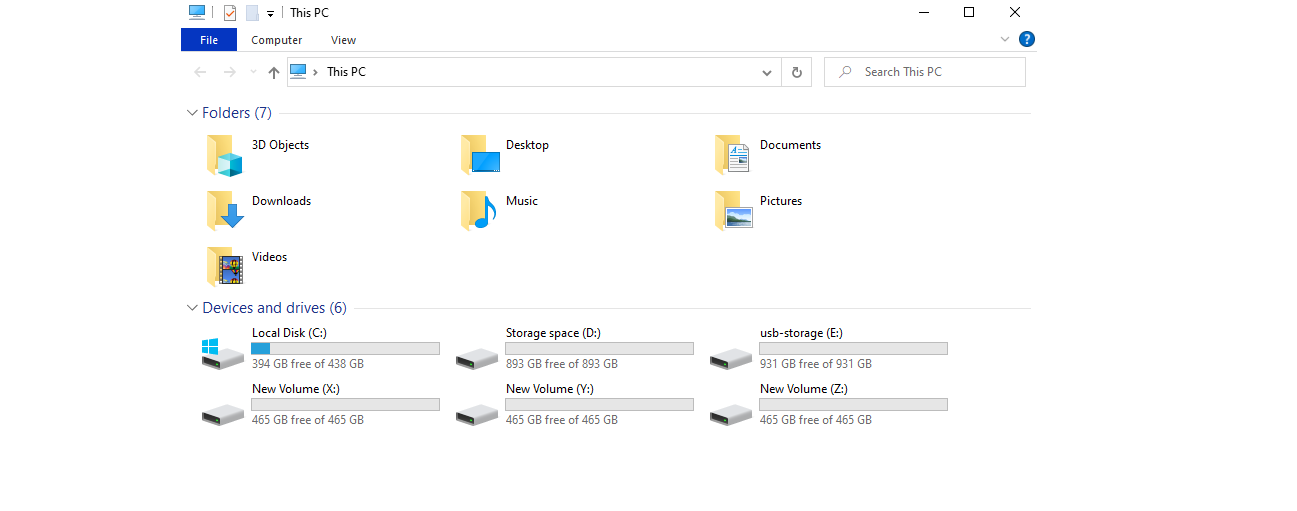 This PC
File Computer View
This PC
Search This PC
Folders (7)
3D Objects Desktop Documents
Downloads Music Pictures
Videos
Devices and drives (6)
Local Disk (C:) Storage space (D:) usb-storage (E:)
394 GB free of 438 GB 893 GB free of 893 GB 931 GB free of 931 GB
New Volume (X:) New Volume (Y:) New Volume (Z:)
465 GB free of 465 GB 465 GB free of 465 GB 465 GB free of 465 GB